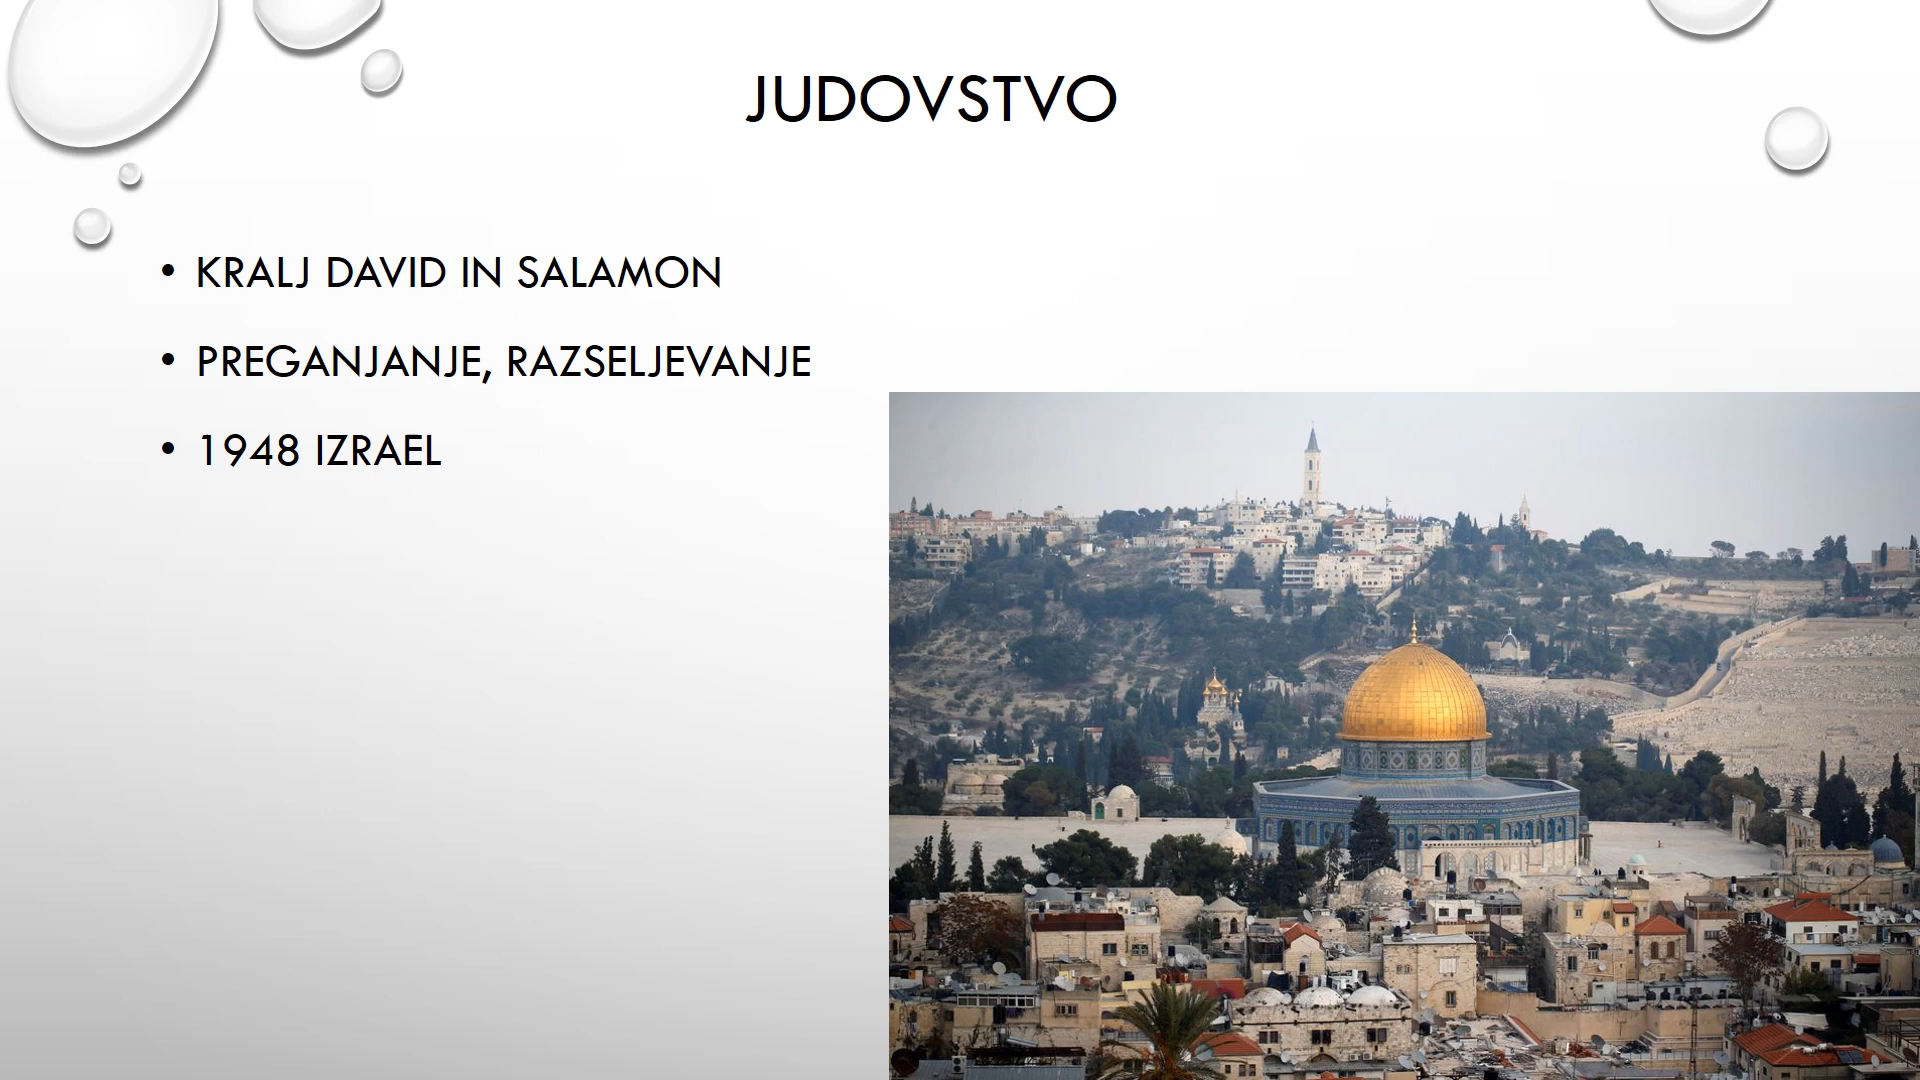 JUDOVSTVO
• KRALJ DAVID IN SALAMON
• PREGANJANJE, RAZSELJEVANJE
• 1948 IZRAEL